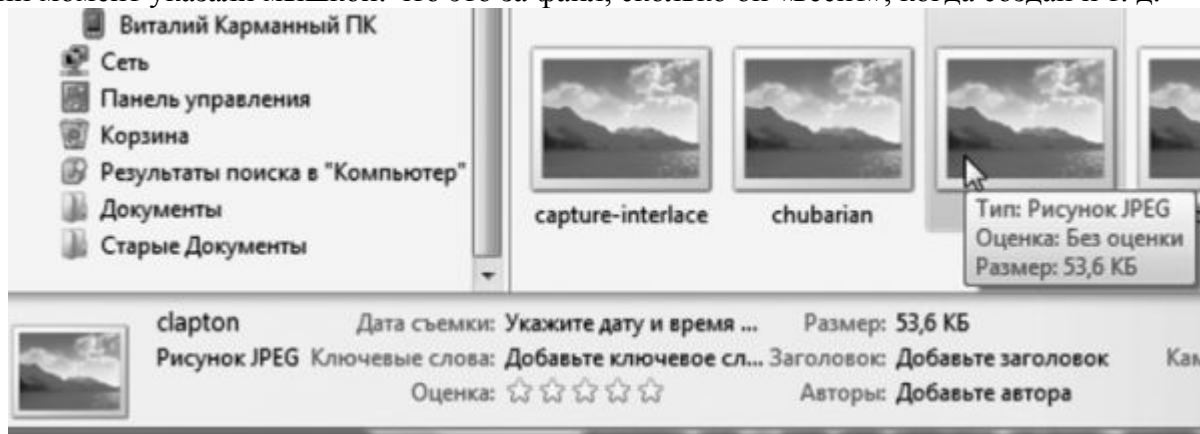 Виталий Карманный ПК
Сеть
Панель управления
Корзина
Результаты поиска в "Компьютер"
Документы
Старые Документы
capture-interlace
chubarian
Тип: Рисунок JPEG
Оценка: Без оценки
Размер: 53,6 КБ
clapton Дата съемки: Укажите дату и время ... Размер: 53,6 КБ
Рисунок JPEG Ключевые слова: Добавьте ключевое сл... Заголовок: Добавьте заголовок Кам
Оценка: Авторы: Добавьте автора